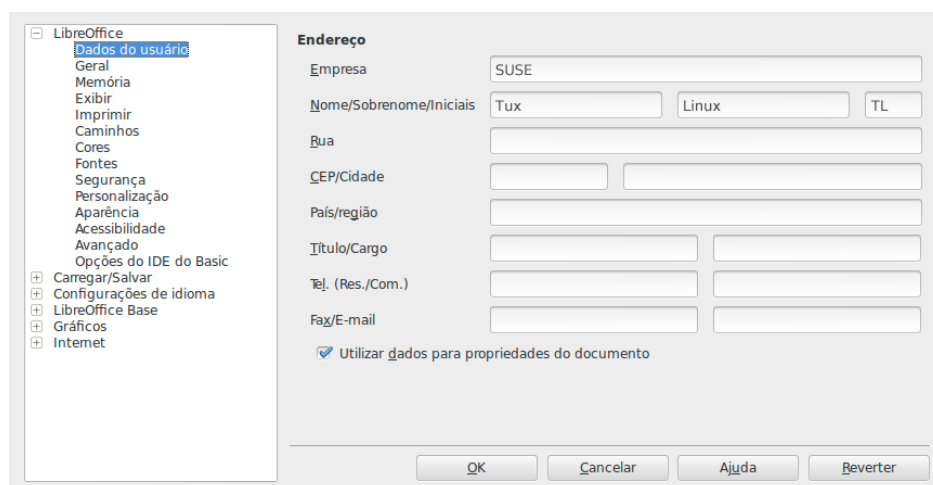 LibreOffice
Dados do usuário
Geral
Memória
Exibir
Imprimir
Caminhos
Cores
Fontes
Segurança
Personalização
Aparência
Acessibilidade
Avançado
Opções do IDE do Basic
Carregar/Salvar
Configurações de idioma
LibreOffice Base
Gráficos
Internet
Endereço
Empresa SUSE
Nome/Sobrenome/Iniciais Tux Linux TL
Rua
CEP/Cidade
País/região
Título/Cargo
Tel. (Res./Com.)
Fax/E-mail
Utilizar dados para propriedades do documento
OK Cancelar Ajuda Reverter